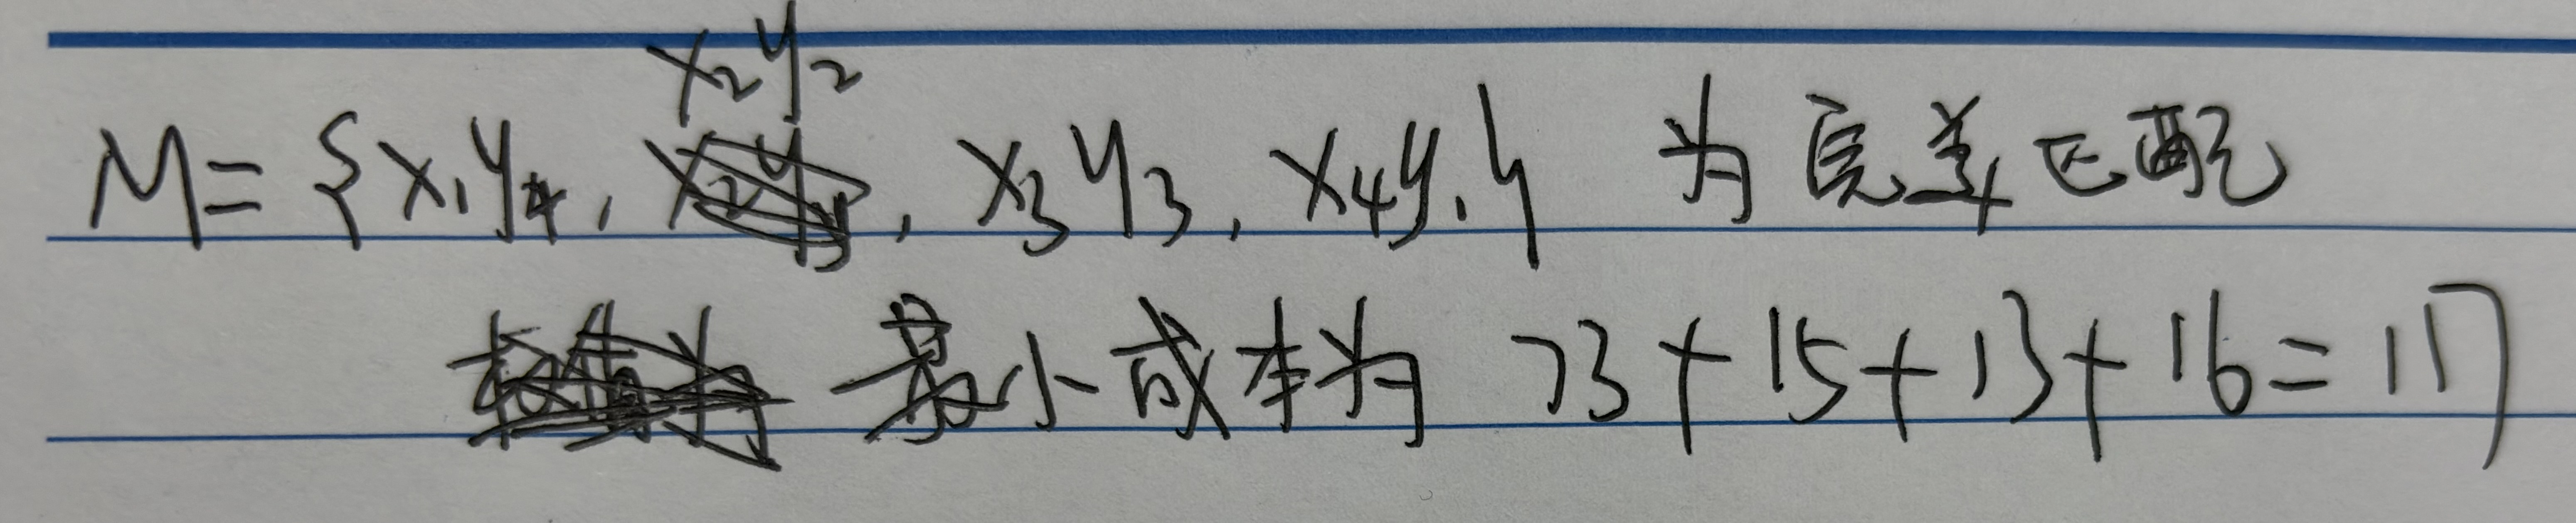 M={x₁y₄, x₂y₂, x₃y₃, x₄y₁} 为完美匹配
最小成本为 73+15+13+16=117